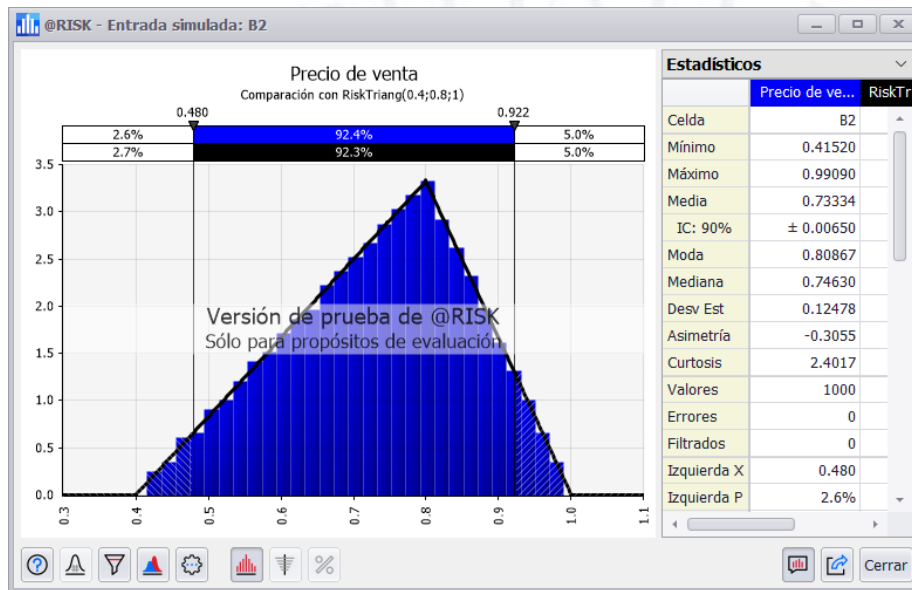 @RISK - Entrada simulada: B2
Precio de venta
Comparación con RiskTriang(0.4;0.8;1)
0.480 0.922
2.6% 92.4% 5.0%
2.7% 92.3% 5.0%
3.5
3.0
2.5
2.0
1.5
1.0
0.5
0.0
0.3 0.4 0.5 0.6 0.7 0.8 0.9 1.0 1.1
Versión de prueba de @RISK
Sólo para propósitos de evaluación
Estadísticos
Precio de ve... RiskTr
Celda B2
Mínimo 0.41520
Máximo 0.99090
Media 0.73334
IC: 90% ± 0.00650
Moda 0.80867
Mediana 0.74630
Desv Est 0.12478
Asimetría -0.3055
Curtosis 2.4017
Valores 1000
Errores 0
Filtrados 0
Izquierda X 0.480
Izquierda P 2.6%
Cerrar